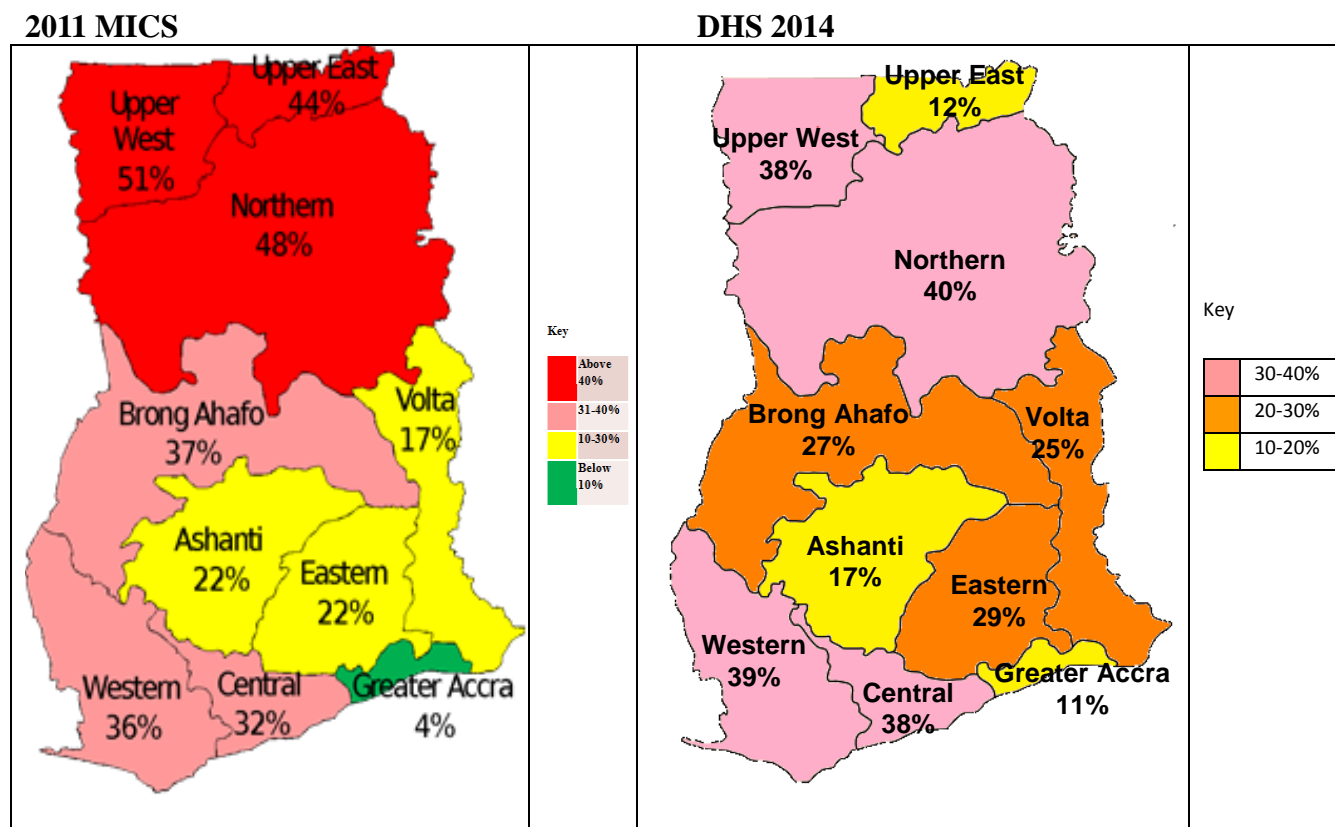 2011 MICS
Upper East
44%
Upper
West
51%
Northern
48%
Brong Ahafo
37%
Volta
17%
Ashanti
22%
Eastern
22%
Western
36%
Central
32%
Greater Accra
4%
Key
Above
40%
31-40%
10-30%
Below
10%
DHS 2014
Upper East
12%
Upper West
38%
Northern
40%
Brong Ahafo
27%
Volta
25%
Ashanti
17%
Eastern
29%
Western
39%
Central
38%
Greater Accra
11%
Key
30-40%
20-30%
10-20%